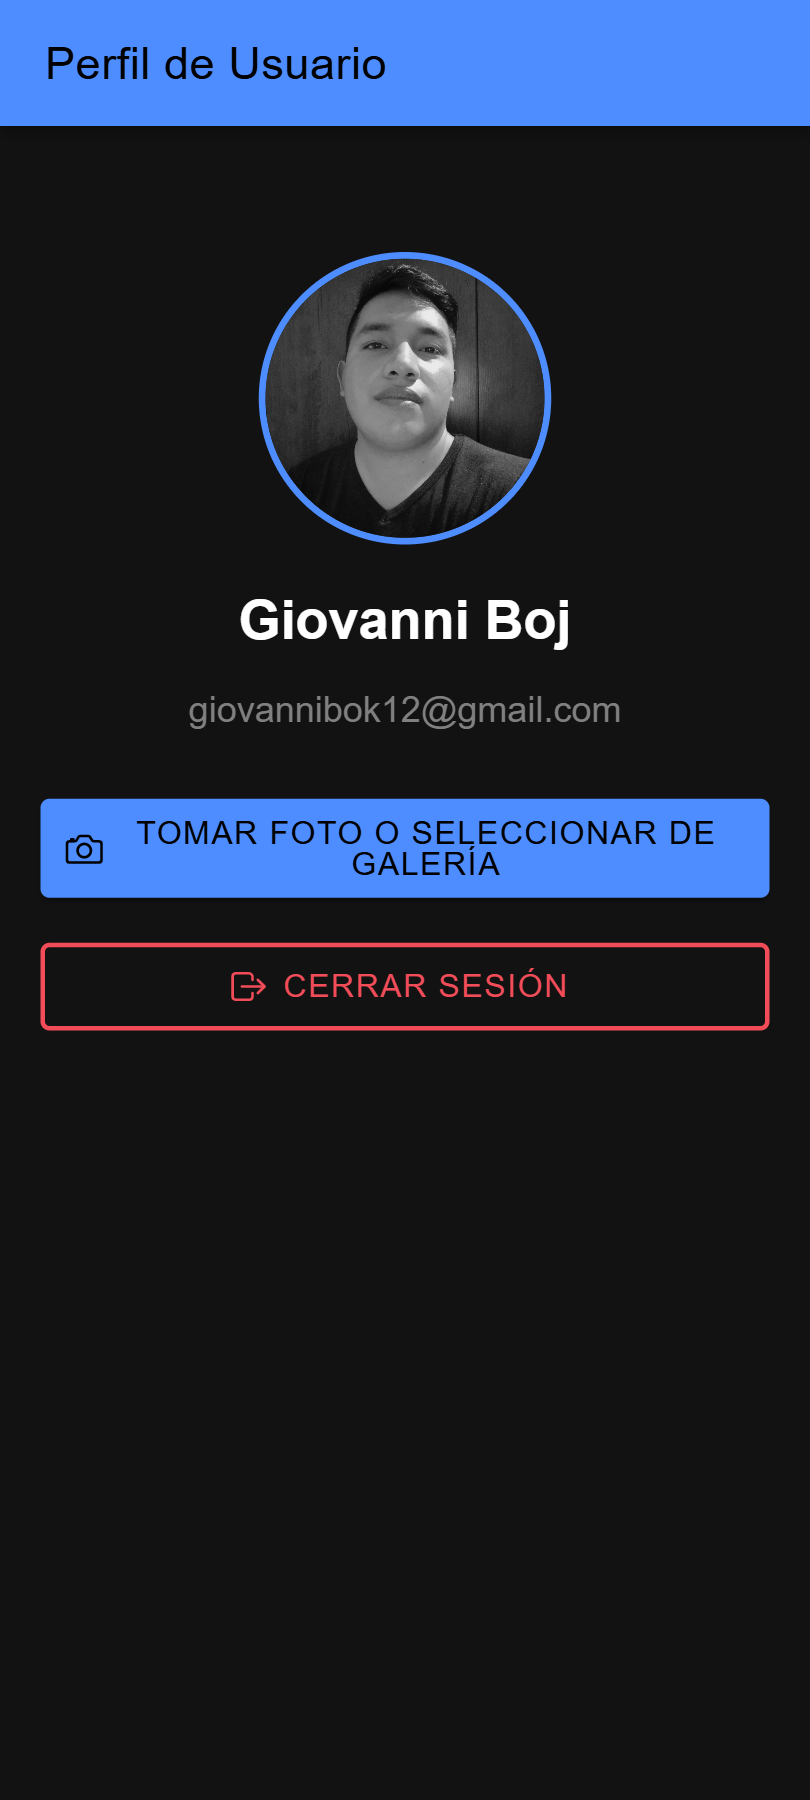 Perfil de Usuario
Giovanni Boj
giovannibok12@gmail.com
TOMAR FOTO O SELECCIONAR DE
GALERÍA
CERRAR SESIÓN